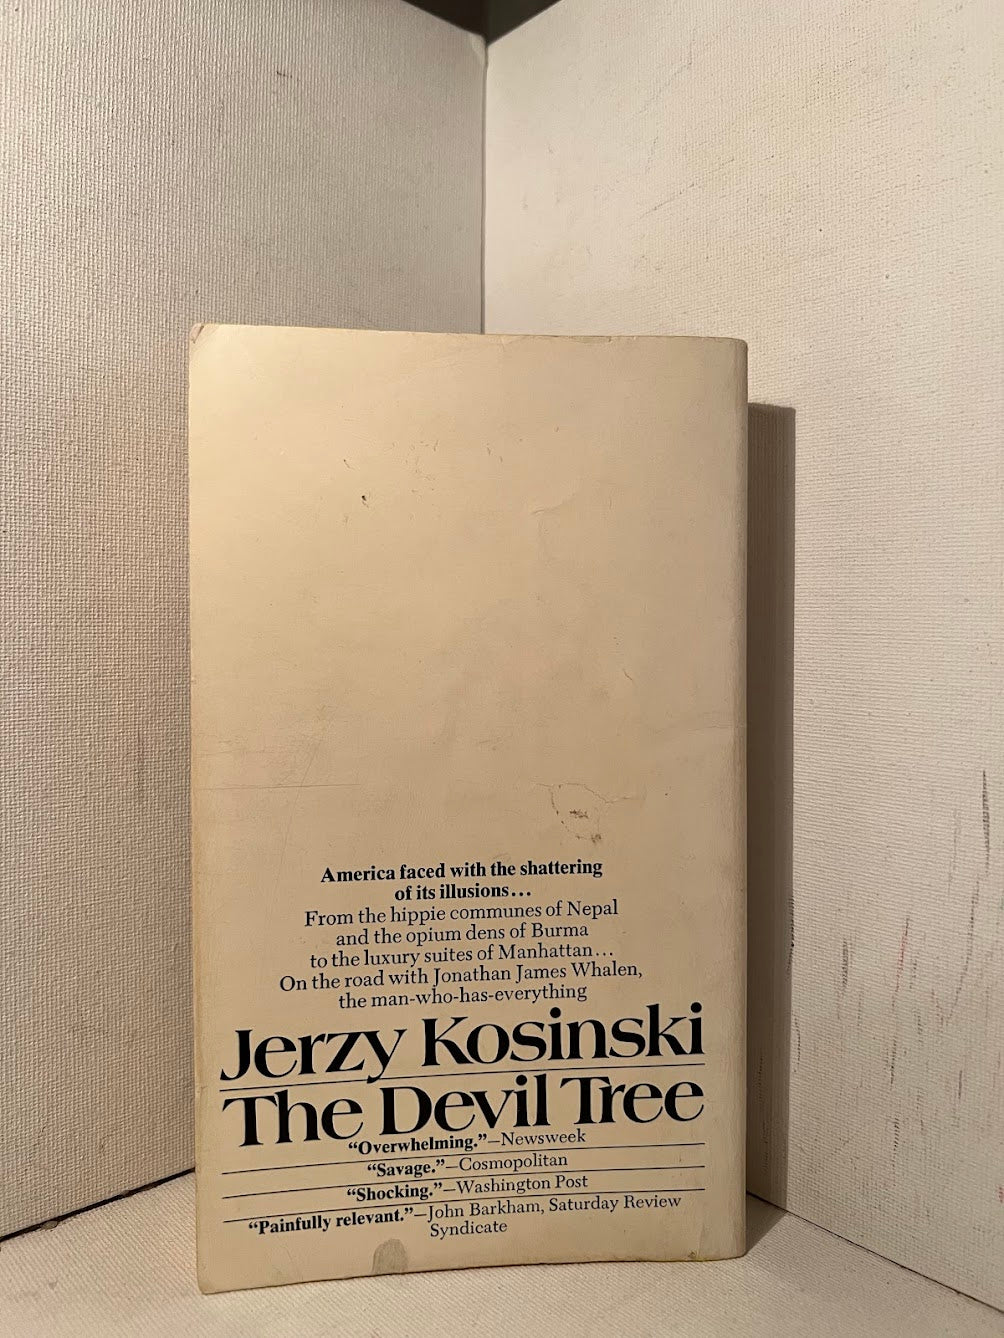 America faced with the shattering
of its illusions...
From the hippie communes of Nepal
and the opium dens of Burma
to the luxury suites of Manhattan...
On the road with Jonathan James Whalen,
the man-who-has-everything
Jerzy Kosinski
The Devil Tree
“Overwhelming.”—Newsweek
“Savage.”—Cosmopolitan
“Shocking.”—Washington Post
“Painfully relevant.”—John Barkham, Saturday Review
Syndicate